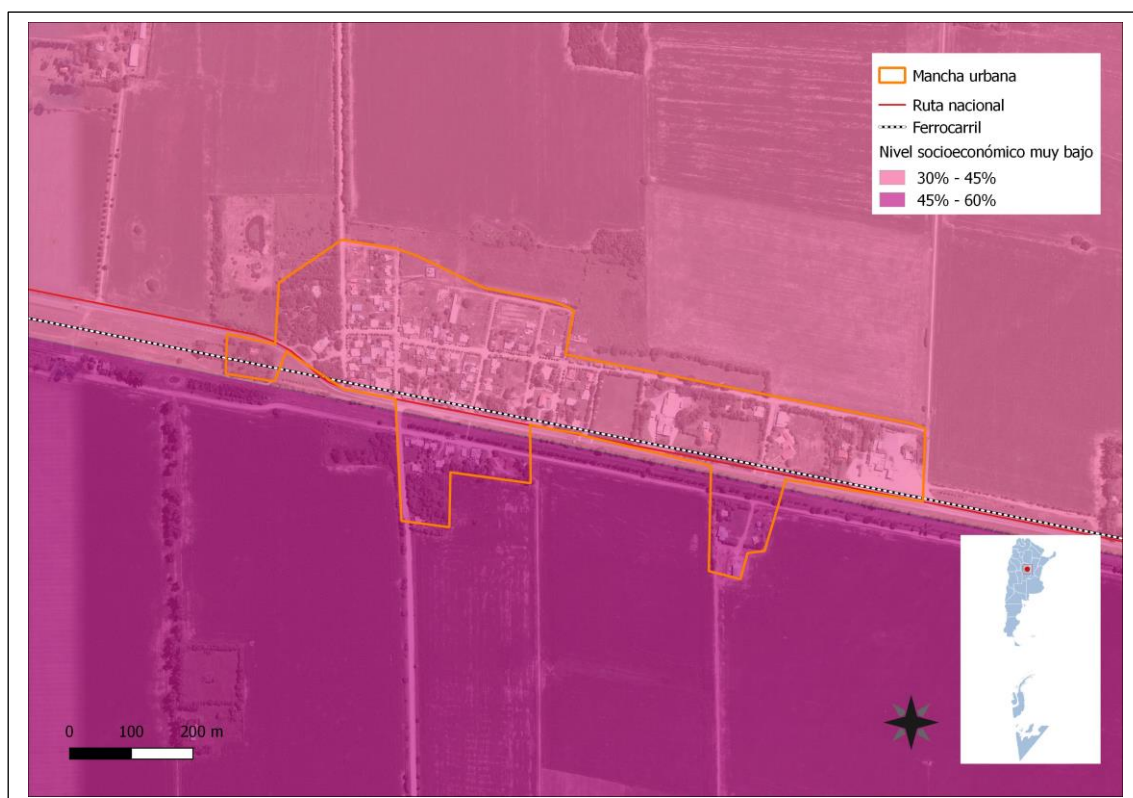 Mancha urbana
Ruta nacional
Ferrocarril
Nivel socioeconómico muy bajo
30% - 45%
45% - 60%
0 100 200 m